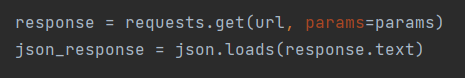 response = requests.get(url, params=params)
json_response = json.loads(response.text)